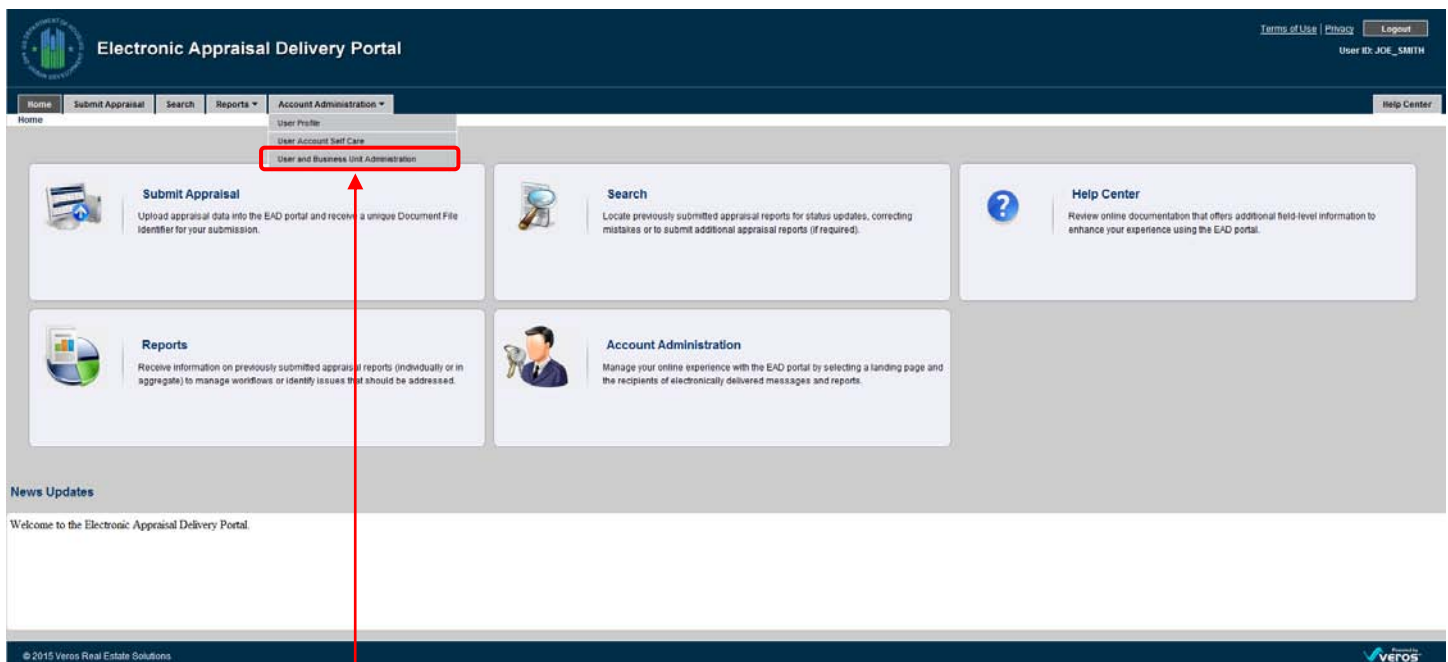 Terms of Use | Privacy Logout
Electronic Appraisal Delivery Portal
User ID: JOE_SMITH
Home Submit Appraisal Search Reports Account Administration Help Center
Home
User Profile
User Account Self Care
User and Business Unit Administration
Submit Appraisal
Upload appraisal data into the EAD portal and receive a unique Document File
Identifier for your submission.
Search
Locate previously submitted appraisal reports for status updates, correcting
mistakes or to submit additional appraisal reports (if required).
Help Center
Review online documentation that offers additional field-level information to
enhance your experience using the EAD portal.
Reports
Receive information on previously submitted appraisal reports (individually or in
aggregate) to manage workflows or identify issues that should be addressed.
Account Administration
Manage your online experience with the EAD portal by selecting a landing page and
the recipients of electronically delivered messages and reports.
News Updates
Welcome to the Electronic Appraisal Delivery Portal.
© 2015 Veros Real Estate Solutions
Powered by
veros